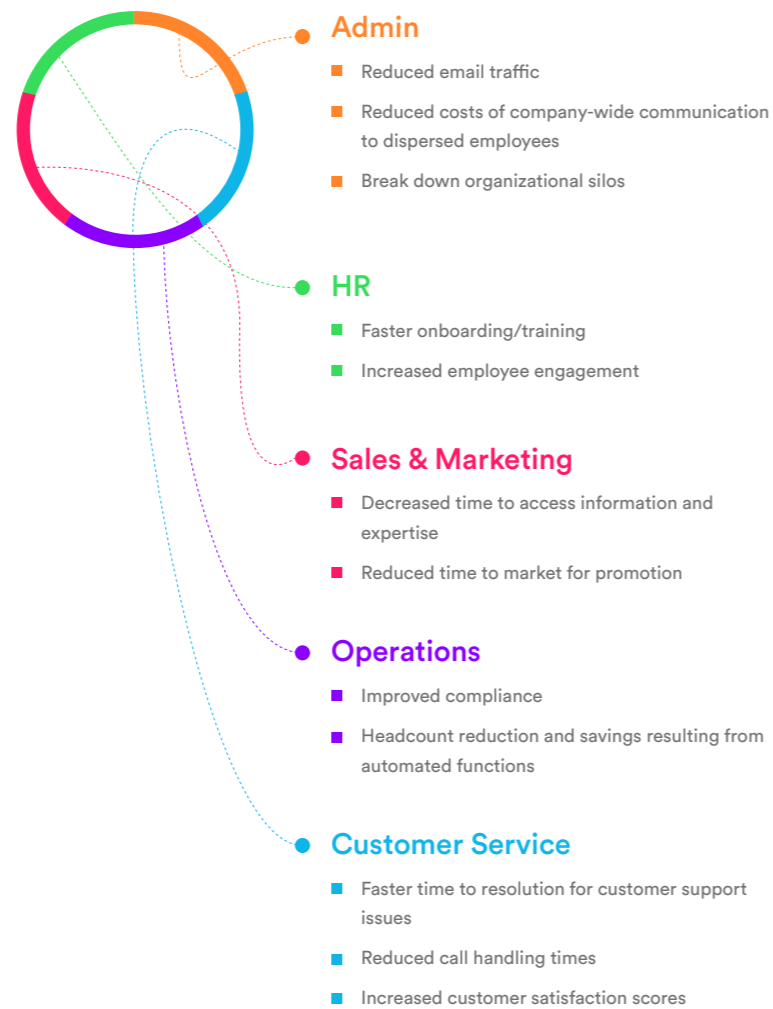 Admin
Reduced email traffic
Reduced costs of company-wide communication
to dispersed employees
Break down organizational silos
HR
Faster onboarding/training
Increased employee engagement
Sales & Marketing
Decreased time to access information and
expertise
Reduced time to market for promotion
Operations
Improved compliance
Headcount reduction and savings resulting from
automated functions
Customer Service
Faster time to resolution for customer support
issues
Reduced call handling times
Increased customer satisfaction scores